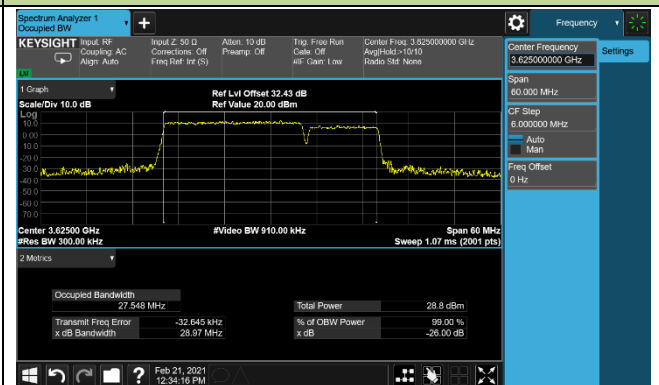 Spectrum Analyzer 1
Occupied BW
+
Frequency
KEYSIGHT
Input: RF
Coupling: AC
Align: Auto
Input Z: 50 Ω
Corrections: Off
Freq Ref: Int (S)
Atten: 10 dB
Preamp: Off
Trig: Free Run
Gate: Off
#IF Gain: Low
Center Freq: 3.625000000 GHz
Avg|Hold:>10/10
Radio Std: None
LXI
Center Frequency
3.625000000 GHz
Settings
Span
60.000 MHz
CF Step
6.000000 MHz
Auto
Man
Freq Offset
0 Hz
1 Graph
Scale/Div 10.0 dB
Ref Lvl Offset 32.43 dB
Ref Value 20.00 dBm
Log
10.0
0.00
-10.0
-20.0
-30.0
-40.0
-50.0
-60.0
-70.0
Center 3.62500 GHz
#Res BW 300.00 kHz
#Video BW 910.00 kHz
Span 60 MHz
Sweep 1.07 ms (2001 pts)
2 Metrics
Occupied Bandwidth
27.548 MHz
Total Power 28.8 dBm
Transmit Freq Error -32.645 kHz
% of OBW Power 99.00 %
x dB Bandwidth 28.97 MHz
x dB -26.00 dB
?
Feb 21, 2021
12:34:16 PM